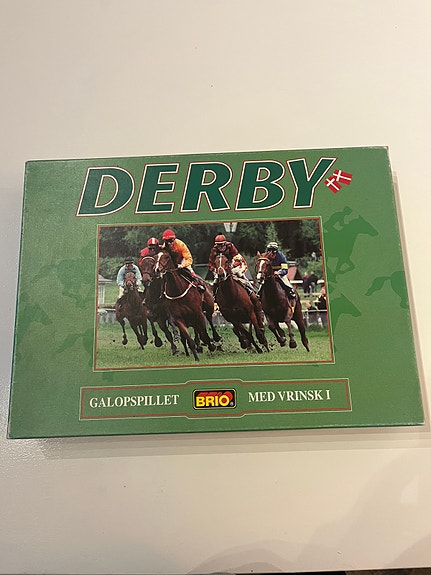 DERBY
GALOPSPILLET
BRIO
MED VRINSK I